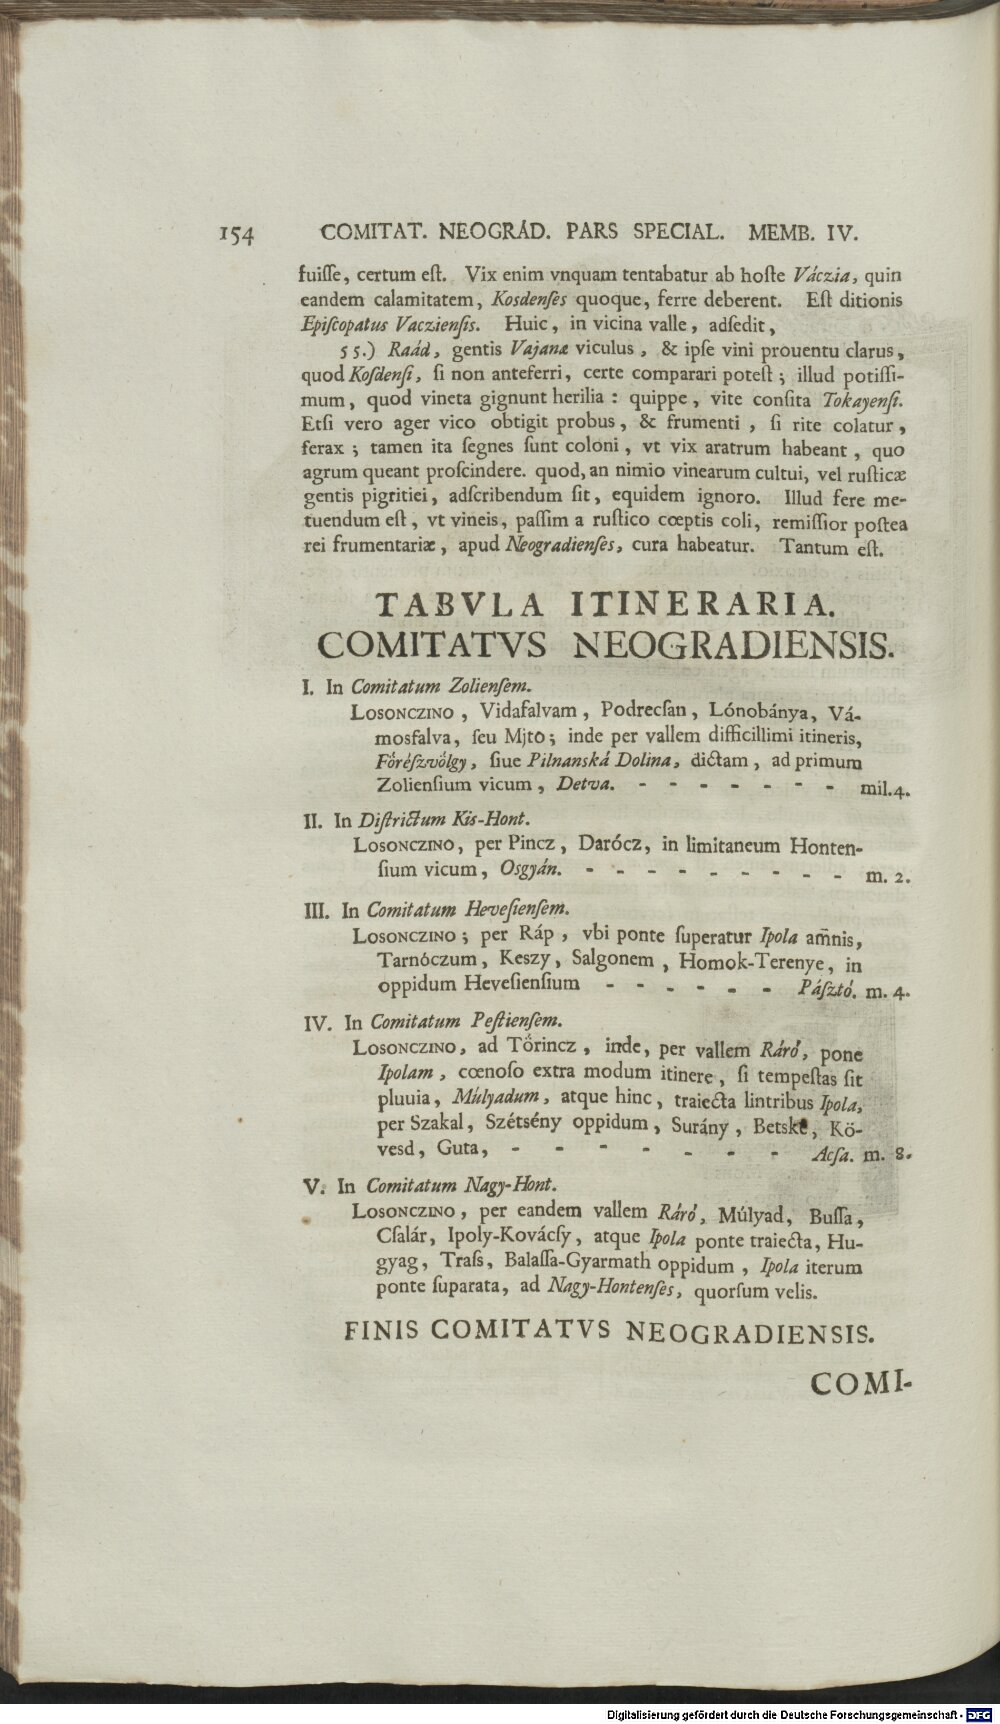 154 COMITAT. NEOGRÁD. PARS SPECIAL. MEMB. IV.
fuiſſe, certum eſt. Vix enim vnquam tentabatur ab hoſte Váczia, quin
eandem calamitatem, Kosdenſes quoque, ferre deberent. Eſt ditionis
Epiſcopatus Vaczienſis. Huic, in vicina valle, adſedit,
55.) Raád, gentis Vajanæ viculus, & ipſe vini prouentu clarus,
quod Koſdenſi, ſi non anteferri, certe comparari poteſt; illud potiſſi-
mum, quod vineta gignunt herilia: quippe, vite conſita Tokayenſi.
Etſi vero ager vico obtigit probus, & frumenti, ſi rite colatur,
ferax; tamen ita ſegnes ſunt coloni, vt vix aratrum habeant, quo
agrum queant proſcindere. quod, an nimio vinearum cultui, vel ruſticæ
gentis pigritiei, adſcribendum ſit, equidem ignoro. Illud fere me-
tuendum eſt, vt vineis, paſſim a ruſtico cœptis coli, remiſſior poſtea
rei frumentariæ, apud Neogradienſes, cura habeatur. Tantum eſt.
TABVLA ITINERARIA.
COMITATVS NEOGRADIENSIS.
I. In Comitatum Zolienſem.
LOSONCZINO, Vidafalvam, Podrecſan, Lónobánya, Vá-
mosfalva, ſeu Mjto; inde per vallem difficillimi itineris,
Főréſzvőlgy, ſiue Pilnanská Dolina, dictam, ad primum
Zolienſium vicum, Detva. - - - - - - - mil.4.
II. In Diſtrictum Kis-Hont.
LOSONCZINO, per Pincz, Darócz, in limitaneum Honten-
ſium vicum, Osgyán. - - - - - - - - - m. 2.
III. In Comitatum Heveſienſem.
LOSONCZINO; per Ráp, vbi ponte ſuperatur Ipola am̃nis,
Tarnóczum, Keszy, Salgonem, Homok-Terenye, in
oppidum Heveſienſium - - - - - - Páſztó. m. 4.
IV. In Comitatum Peſtienſem.
LOSONCZINO, ad Tőrincz, inde, per vallem Ráró, pone
Ipolam, cœnoſo extra modum itinere, ſi tempeſtas ſit
pluuia, Múlyadum, atque hinc, traiecta lintribus Ipola,
per Szakal, Szétsény oppidum, Surány, Betske, Kö-
vesd, Guta, - - - - - - - Acſa. m. 8.
V. In Comitatum Nagy-Hont.
LOSONCZINO, per eandem vallem Ráró, Múlyad, Buſſa,
Cſalár, Ipoly-Kovácſy, atque Ipola ponte traiecta, Hu-
gyag, Traſs, Balaſſa-Gyarmath oppidum, Ipola iterum
ponte ſuparata, ad Nagy-Hontenſes, quorſum velis.
FINIS COMITATVS NEOGRADIENSIS.
COMI-
Digitalisierung gefördert durch die Deutsche Forschungsgemeinschaft - DFG